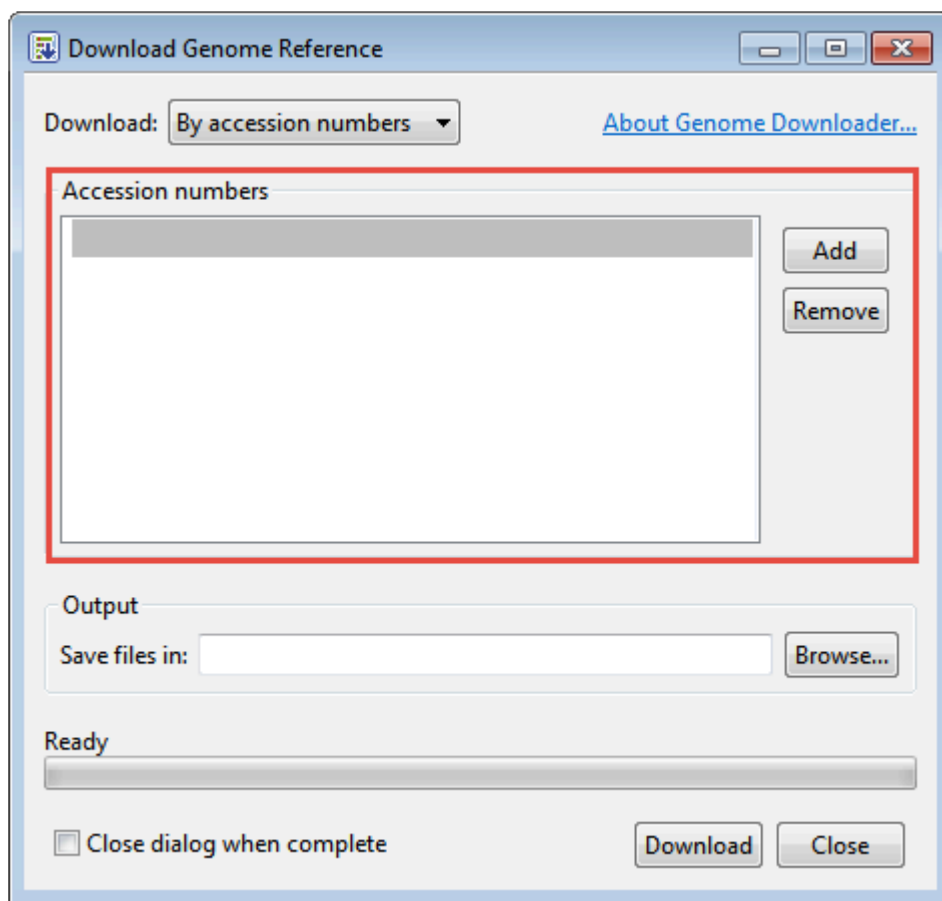 Download Genome Reference
Download: By accession numbers About Genome Downloader...
Accession numbers
Add
Remove
Output
Save files in: Browse...
Ready
Close dialog when complete Download Close